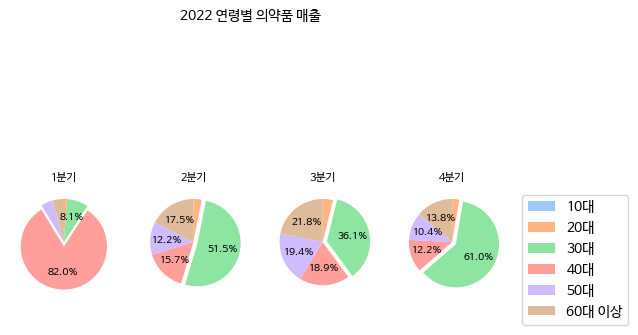 2022 연령별 의약품 매출
1분기
8.1%
82.0%
2분기
17.5%
12.2%
15.7%
51.5%
3분기
21.8%
19.4%
18.9%
36.1%
4분기
13.8%
10.4%
12.2%
61.0%
10대
20대
30대
40대
50대
60대 이상